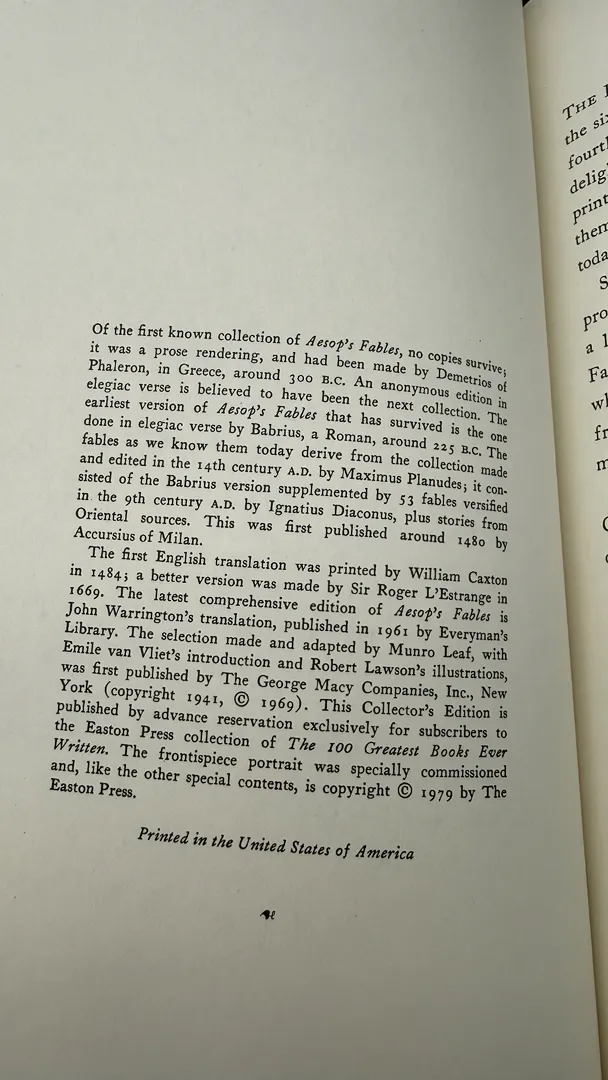 Of the first known collection of Aesop's Fables, no copies survive;
it was a prose rendering, and had been made by Demetrios of
Phaleron, in Greece, around 300 B.C. An anonymous edition in
elegiac verse is believed to have been the next collection. The
earliest version of Aesop's Fables that has survived is the one
done in elegiac verse by Babrius, a Roman, around 225 B.C. The
fables as we know them today derive from the collection made
and edited in the 14th century A.D. by Maximus Planudes; it con-
sisted of the Babrius version supplemented by 53 fables versified
in the 9th century A.D. by Ignatius Diaconus, plus stories from
Oriental sources. This was first published around 1480 by
Accursius of Milan.
The first English translation was printed by William Caxton
in 1484; a better version was made by Sir Roger L'Estrange in
1669. The latest comprehensive edition of Aesop's Fables is
John Warrington's translation, published in 1961 by Everyman's
Library. The selection made and adapted by Munro Leaf, with
Emile van Vliet's introduction and Robert Lawson's illustrations,
was first published by The George Macy Companies, Inc., New
York (copyright 1941, © 1969). This Collector's Edition is
published by advance reservation exclusively for subscribers to
the Easton Press collection of The 100 Greatest Books Ever
Written. The frontispiece portrait was specially commissioned
and, like the other special contents, is copyright © 1979 by The
Easton Press.
Printed in the United States of America
THE
the
delig
print
them
toda
pro
a